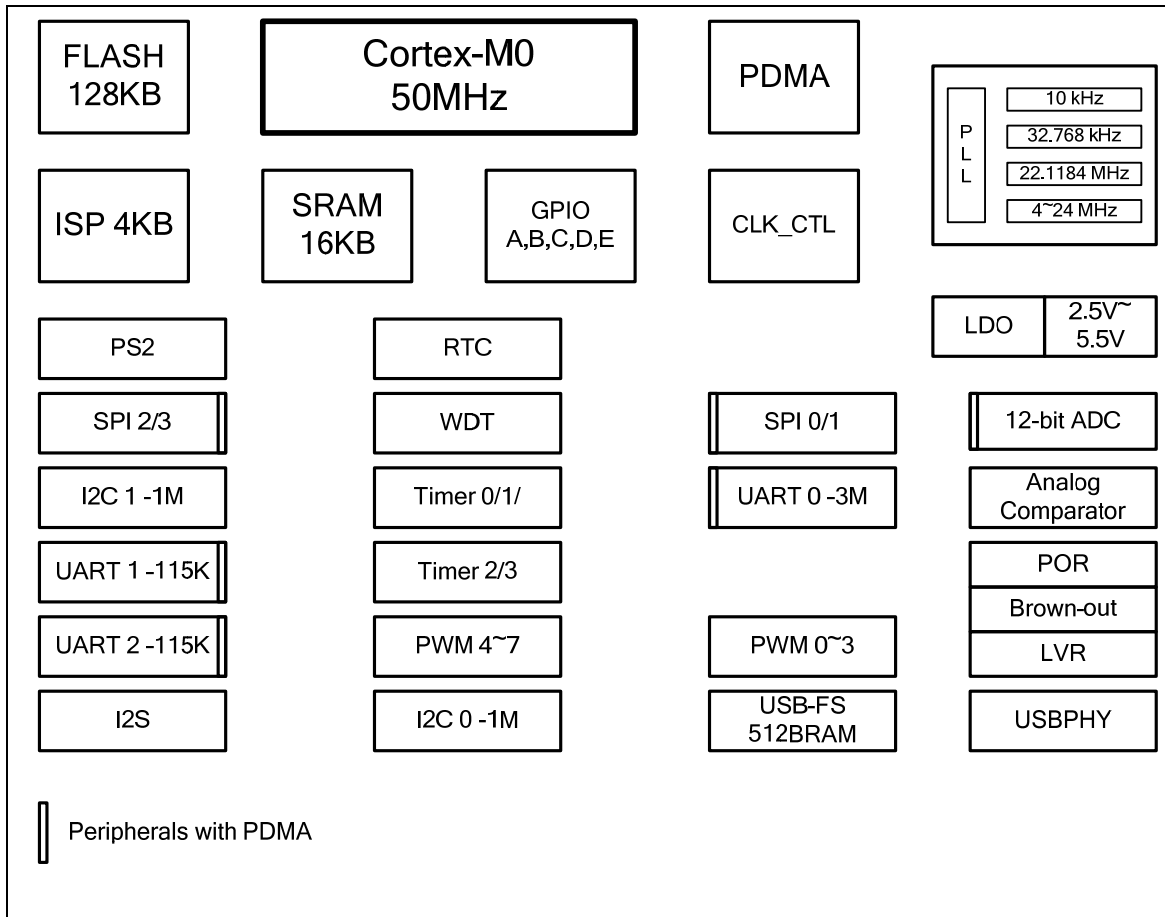 FLASH
128KB
Cortex-M0
50MHz
PDMA
P
L
L
10 kHz
32.768 kHz
22.1184 MHz
4~24 MHz
ISP 4KB
SRAM
16KB
GPIO
A,B,C,D,E
CLK_CTL
LDO
2.5V~
5.5V
PS2
RTC
SPI 2/3
WDT
SPI 0/1
12-bit ADC
I2C 1 -1M
Timer 0/1/
UART 0 -3M
Analog
Comparator
UART 1 -115K
Timer 2/3
POR
Brown-out
UART 2 -115K
PWM 4~7
PWM 0~3
LVR
I2S
I2C 0 -1M
USB-FS
512BRAM
USBPHY
Peripherals with PDMA